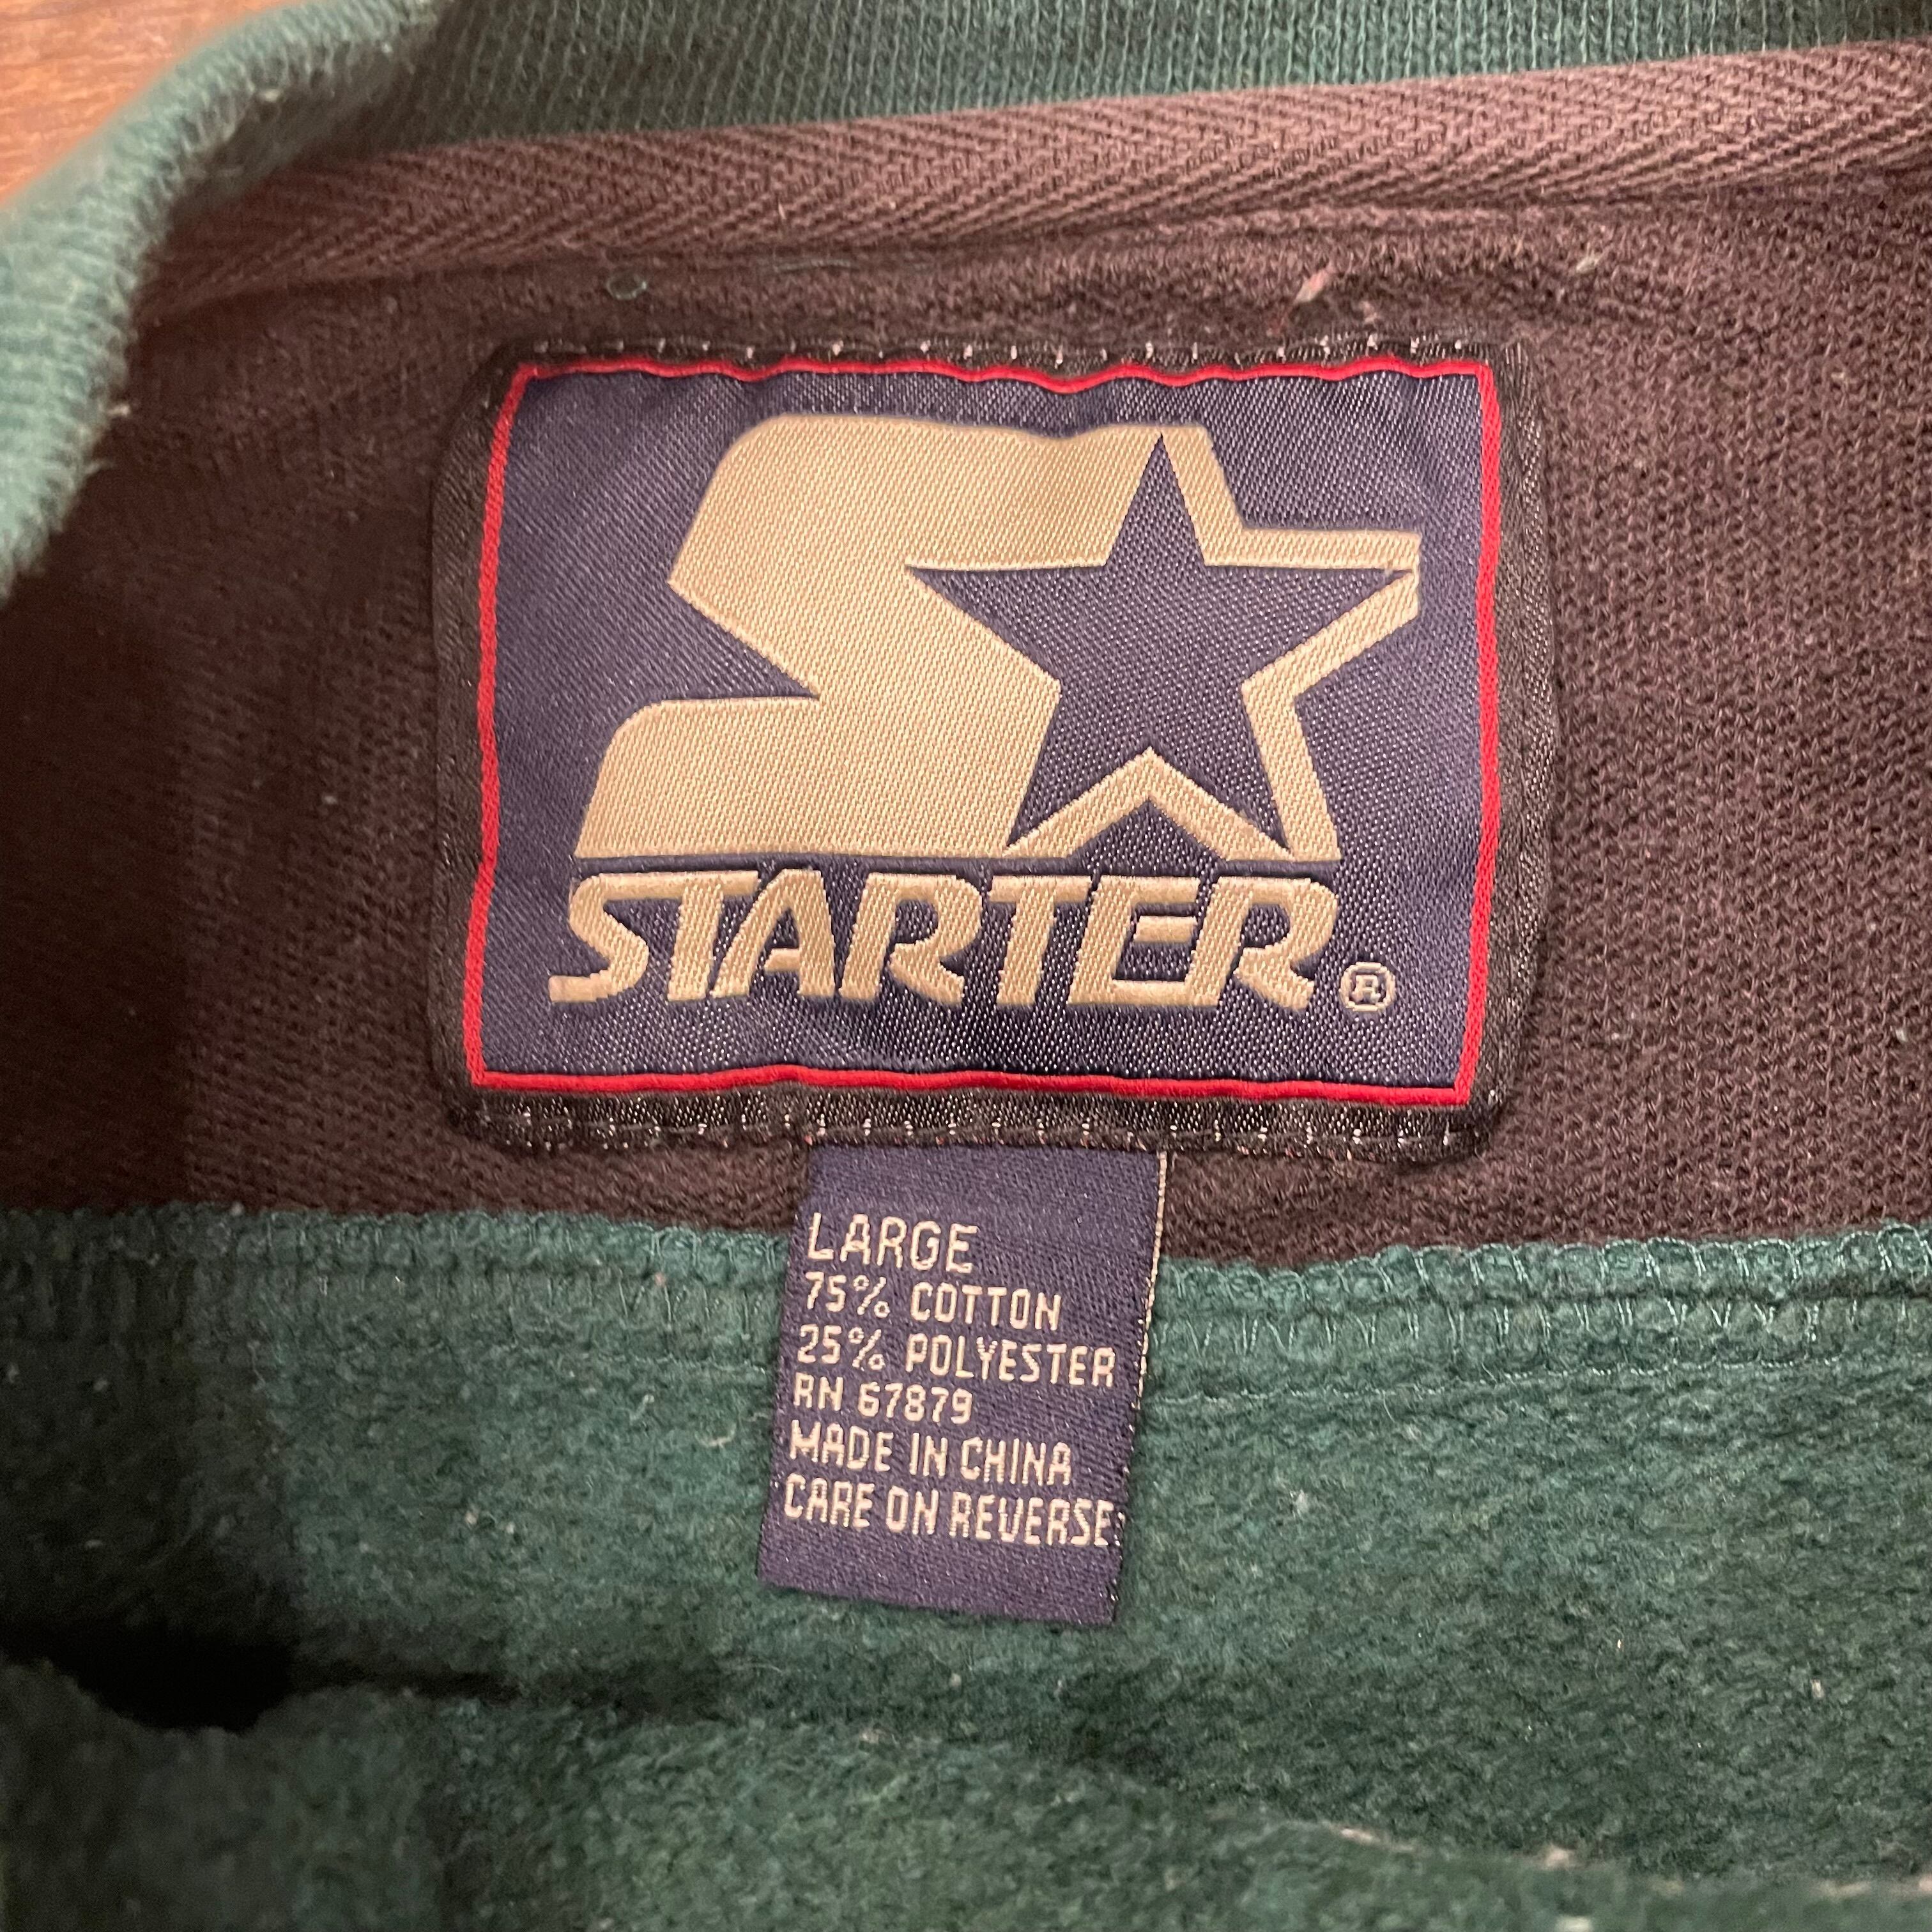 STARTER®
LARGE
75% COTTON
25% POLYESTER
RN 67879
MADE IN CHINA
CARE ON REVERSE